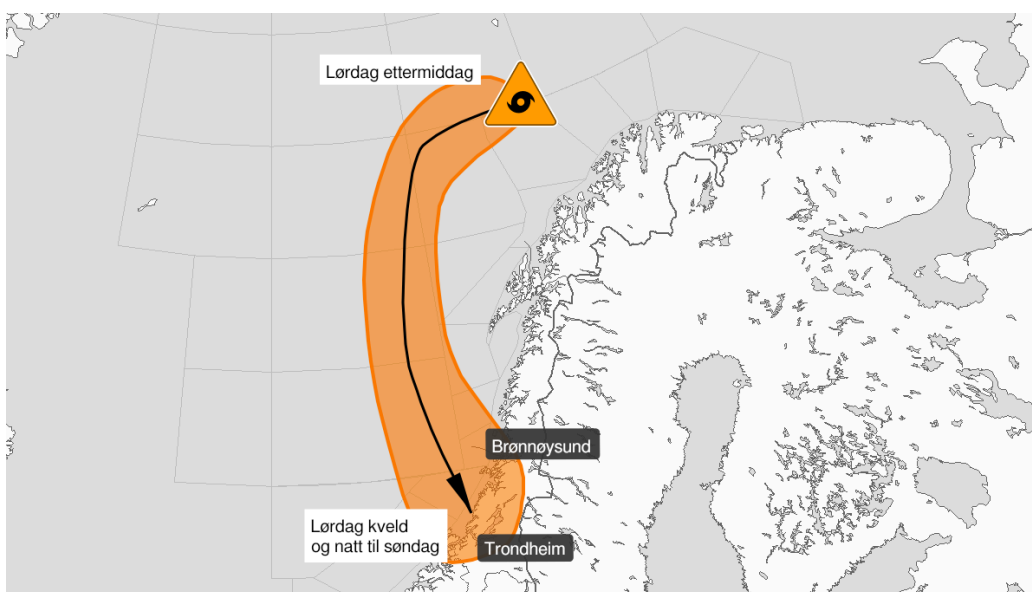 Lørdag ettermiddag
Brønnøysund
Lørdag kveld
og natt til søndag
Trondheim